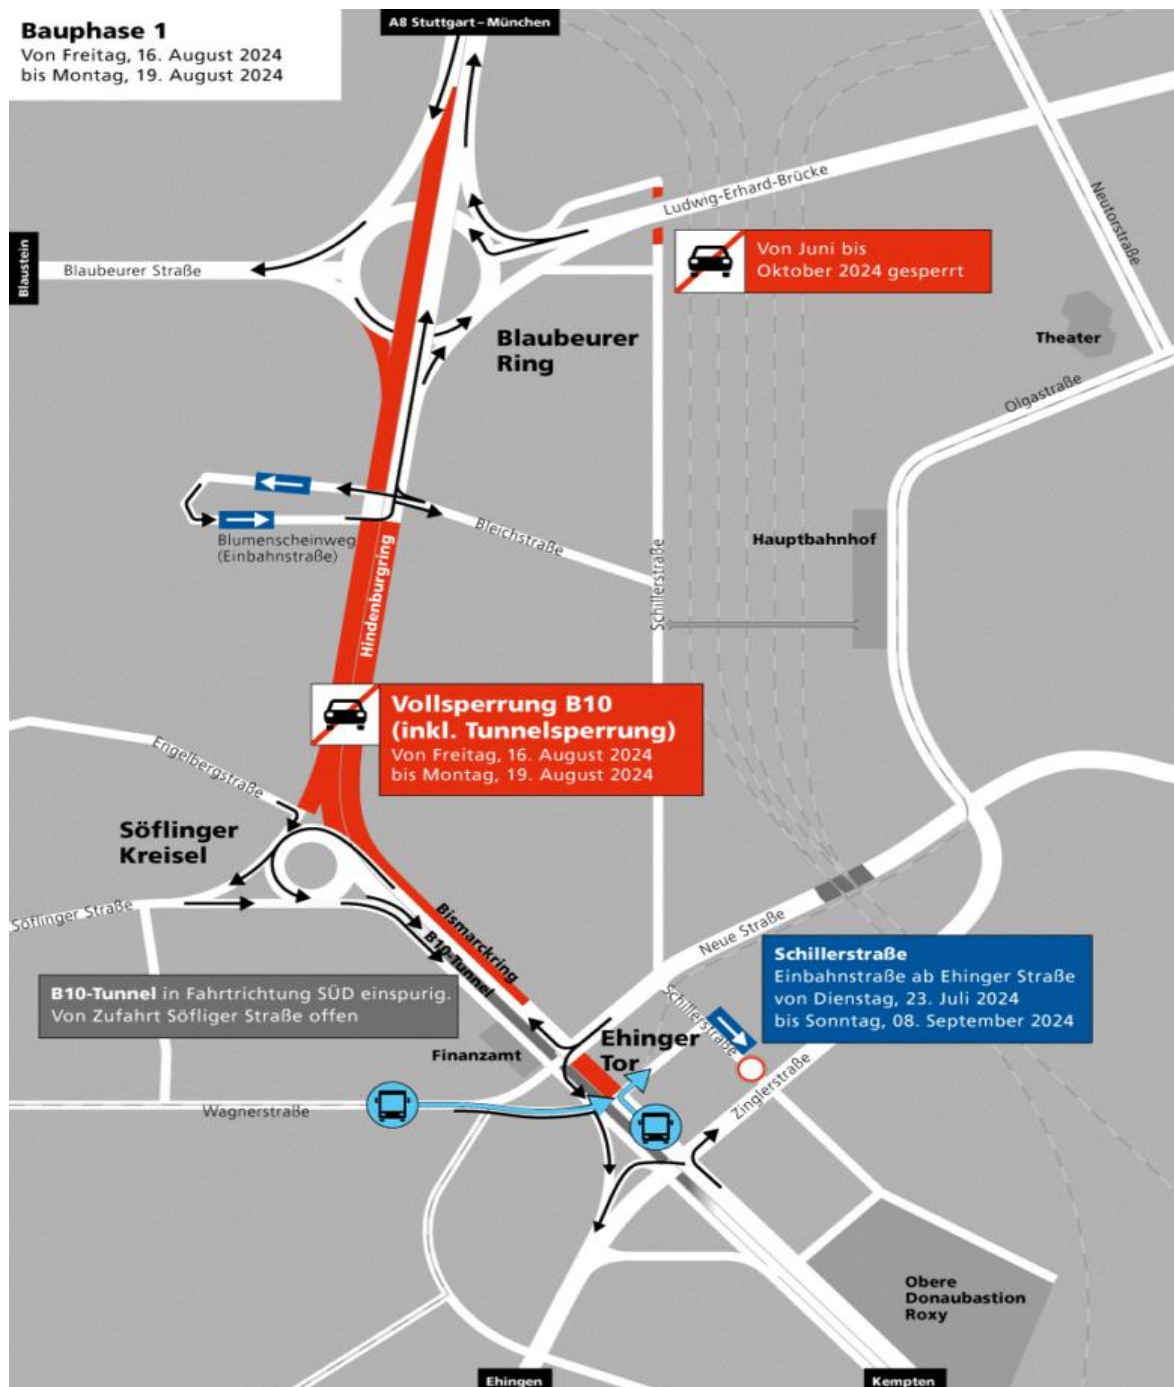 Bauphase 1
Von Freitag, 16. August 2024
bis Montag, 19. August 2024
A8 Stuttgart–München
Ludwig-Erhard-Brücke
Neutorstraße
Blaustein
Blaubeurer Straße
Von Juni bis
Oktober 2024 gesperrt
Blaubeurer
Ring
Theater
Olgastraße
Bleichstraße
Blumenscheinweg
(Einbahnstraße)
Hauptbahnhof
Hindenburgring
Schillerstraße
Vollsperrung B10
(inkl. Tunnelsperrung)
Von Freitag, 16. August 2024
bis Montag, 19. August 2024
Engelbergstraße
Söflinger
Kreisel
Söflinger Straße
Bismarckring
B10-Tunnel
Neue Straße
Schillerstraße
Einbahnstraße ab Ehinger Straße
von Dienstag, 23. Juli 2024
bis Sonntag, 08. September 2024
B10-Tunnel in Fahrtrichtung SÜD einspurig.
Von Zufahrt Söfliger Straße offen
Schillerstraße
Ehinger
Tor
Finanzamt
Zinglerstraße
Wagnerstraße
Obere
Donaubastion
Roxy
Ehingen
Kempten